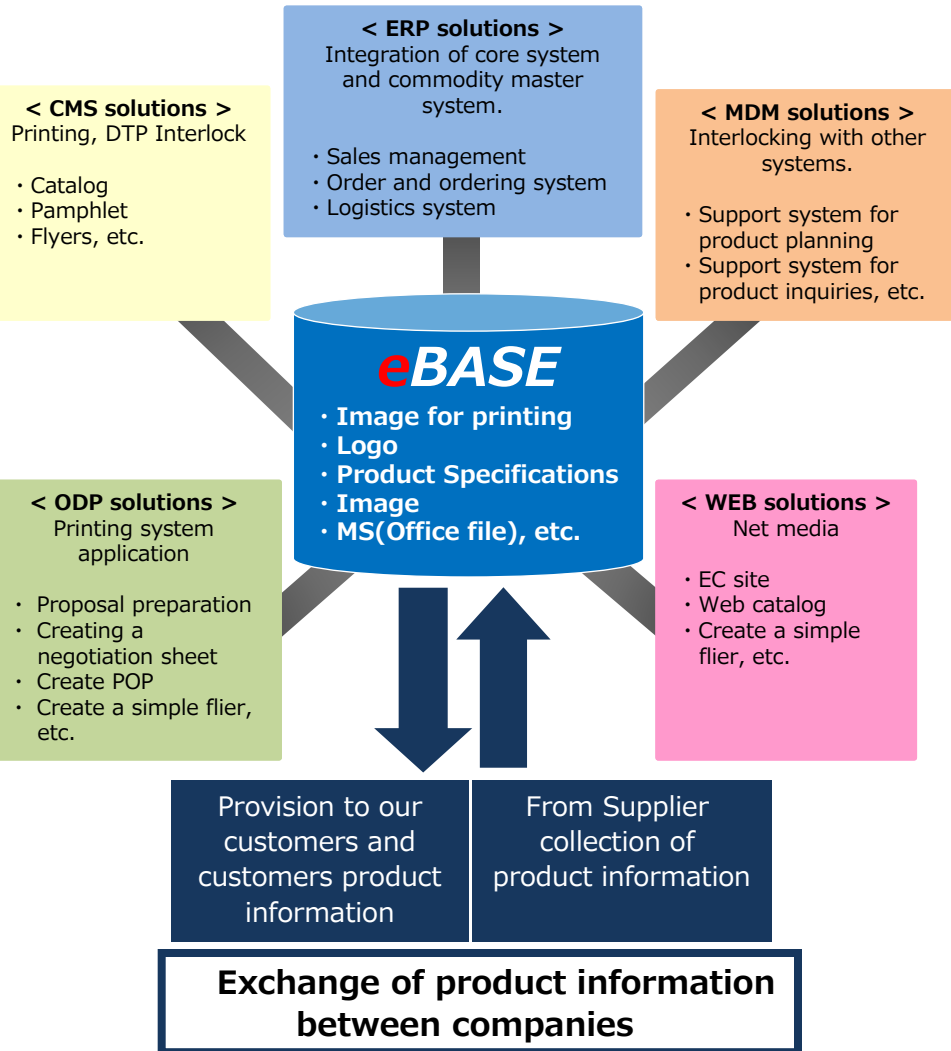 < ERP solutions >
Integration of core system
and commodity master
system.
・Sales management
・Order and ordering system
・Logistics system
< CMS solutions >
Printing, DTP Interlock
・Catalog
・Pamphlet
・Flyers, etc.
< MDM solutions >
Interlocking with other
systems.
・Support system for
product planning
・Support system for
product inquiries, etc.
eBASE
・Image for printing
・Logo
・Product Specifications
・Image
・MS(Office file), etc.
< ODP solutions >
Printing system
application
・ Proposal preparation
・ Creating a
negotiation sheet
・ Create POP
・ Create a simple flier,
etc.
< WEB solutions >
Net media
・EC site
・Web catalog
・Create a simple
flier, etc.
Provision to our
customers and
customers product
information
From Supplier
collection of
product information
Exchange of product information
between companies